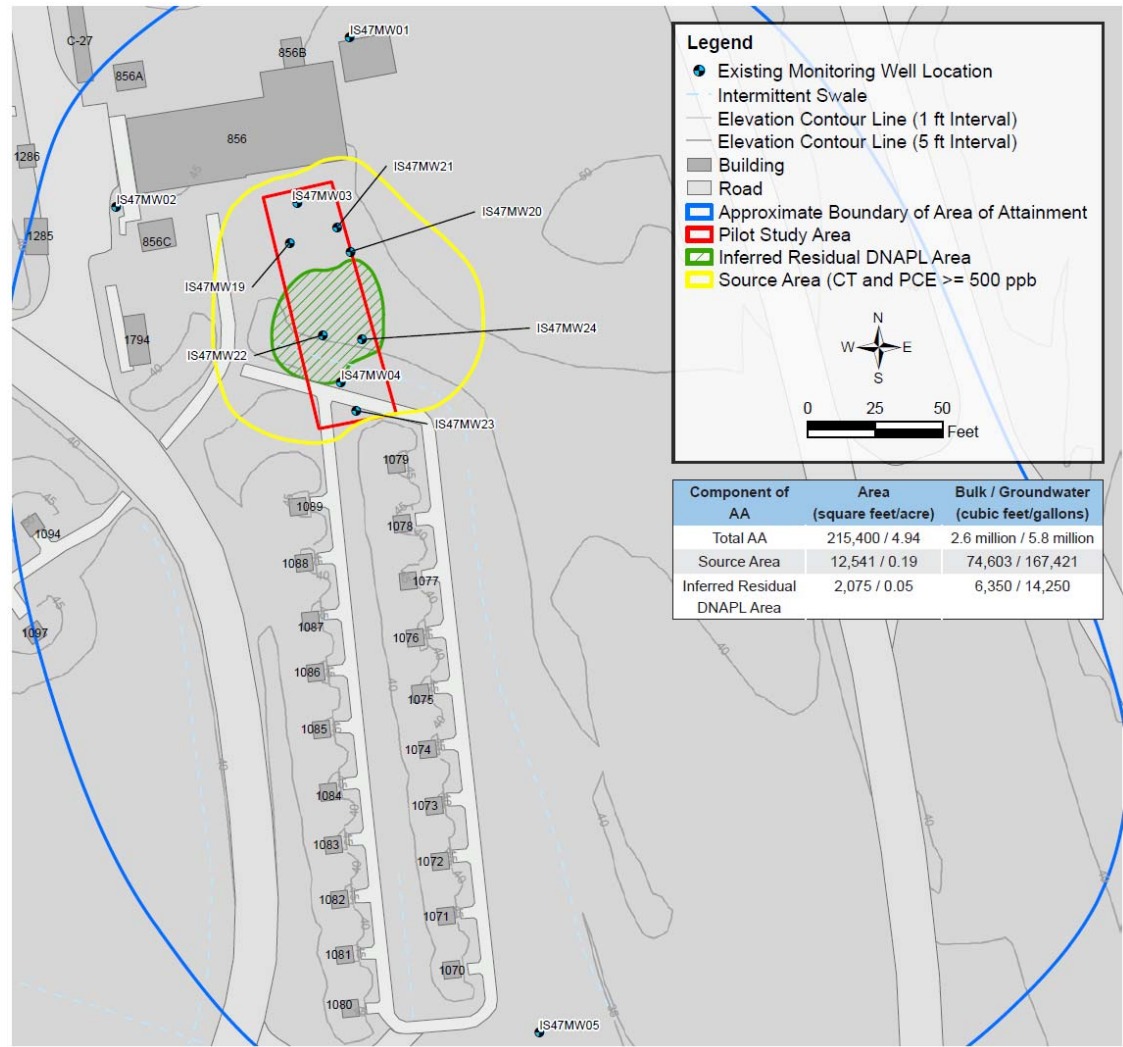 IS47MW01
C-27
856B
856A
856
IS47MW21
1286
45
50
IS47MW03
IS47MW02
IS47MW20
1285
856C
IS47MW19
IS47MW24
1794
IS47MW22
40
IS47MW04
IS47MW23
40
40
1079
45
1089
1078
1094
1088
1077
45
1087
1097
1076
40
1086
1075
1085
1074
40
1084
1073
40
40
1083
1072
1082
1071
1081
1070
1080
38
IS47MW05
Legend
Existing Monitoring Well Location
Intermittent Swale
Elevation Contour Line (1 ft Interval)
Elevation Contour Line (5 ft Interval)
Building
Road
Approximate Boundary of Area of Attainment
Pilot Study Area
Inferred Residual DNAPL Area
Source Area (CT and PCE >= 500 ppb
N
W E
S
0 25 50
Feet
Component of AA Area (square feet/acre) Bulk / Groundwater (cubic feet/gallons)
Total AA 215,400 / 4.94 2.6 million / 5.8 million
Source Area 12,541 / 0.19 74,603 / 167,421
Inferred Residual DNAPL Area 2,075 / 0.05 6,350 / 14,250